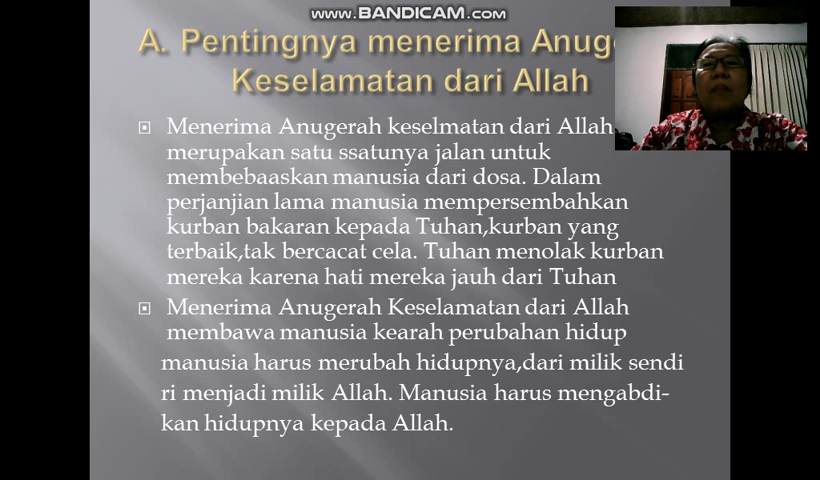 www.BANDICAM.com
A. Pentingnya menerima
Keselamatan dari Allah
Menerima Anugerah keselmatan dari Allah
merupakan satu ssatunya jalan untuk
membebaaskan manusia dari dosa. Dalam
perjanjian lama manusia mempersembahkan
kurban bakaran kepada Tuhan,kurban yang
terbaik,tak bercacat cela. Tuhan menolak kurban
mereka karena hati mereka jauh dari Tuhan
Menerima Anugerah Keselamatan dari Allah
membawa manusia kearah perubahan hidup
manusia harus merubah hidupnya,dari milik sendi
ri menjadi milik Allah. Manusia harus mengabdi-
kan hidupnya kepada Allah.